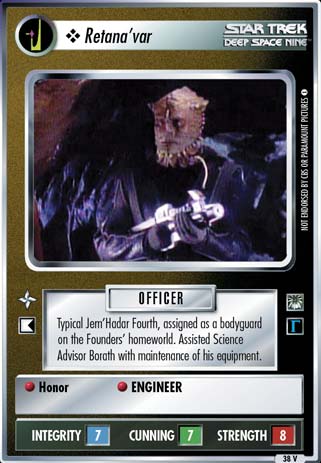 ❖ Retana'var
STAR TREK
DEEP SPACE NINE
NOT ENDORSED BY CBS OR PARAMOUNT PICTURES
OFFICER
Typical Jem'Hadar Fourth, assigned as a bodyguard
on the Founders' homeworld. Assisted Science
Advisor Borath with maintenance of his equipment.
Honor
ENGINEER
INTEGRITY 7 CUNNING 7 STRENGTH 8
38 V